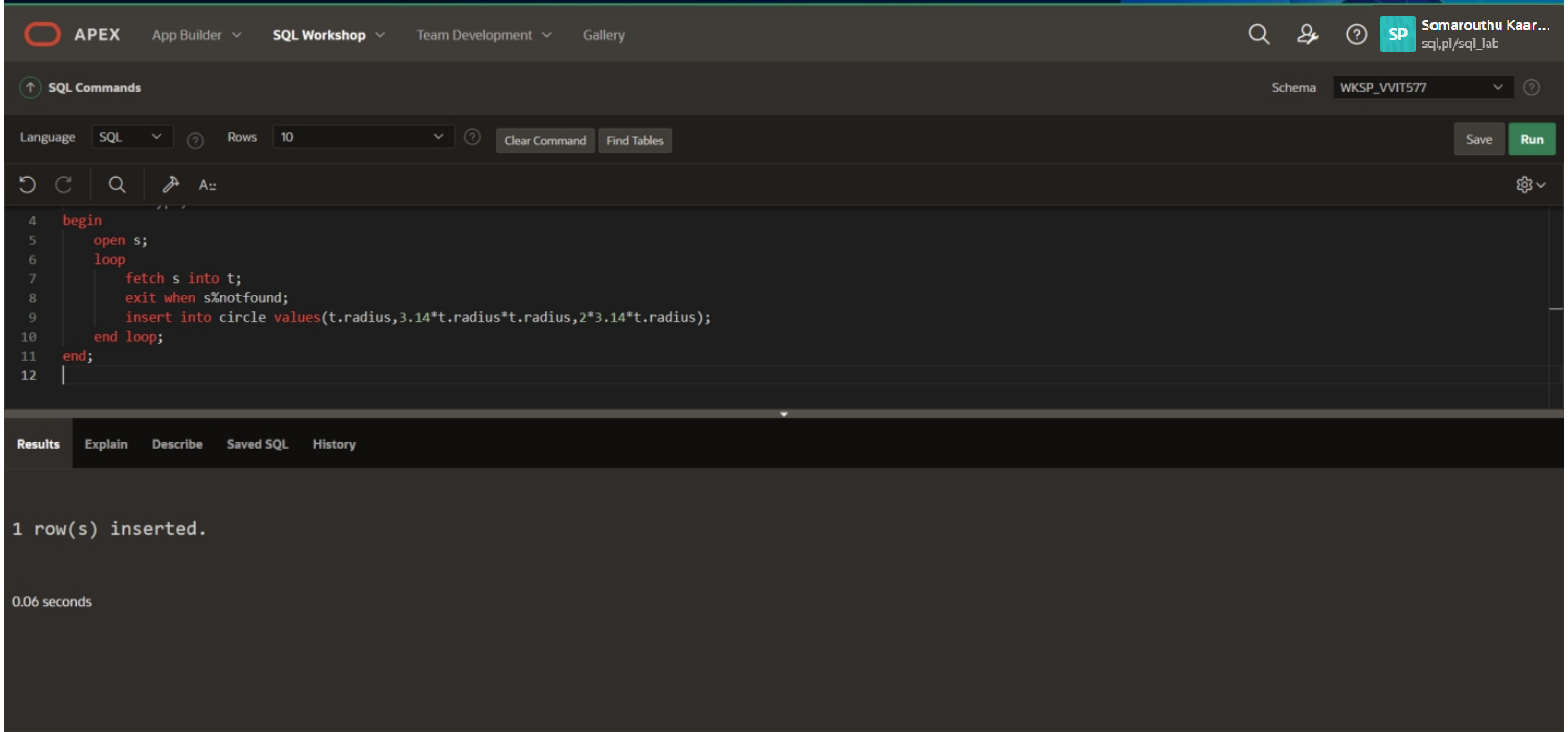 APEX App Builder SQL Workshop Team Development Gallery
SP Somarouthu Kaar...
sql,pl/sql_lab
SQL Commands Schema WKSP_VVIT577
Language SQL Rows 10 Clear Command Find Tables Save Run
4 begin
5 open s;
6 loop
7 fetch s into t;
8 exit when s%notfound;
9 insert into circle values(t.radius,3.14*t.radius*t.radius,2*3.14*t.radius);
10 end loop;
11 end;
12
Results Explain Describe Saved SQL History
1 row(s) inserted.
0.06 seconds